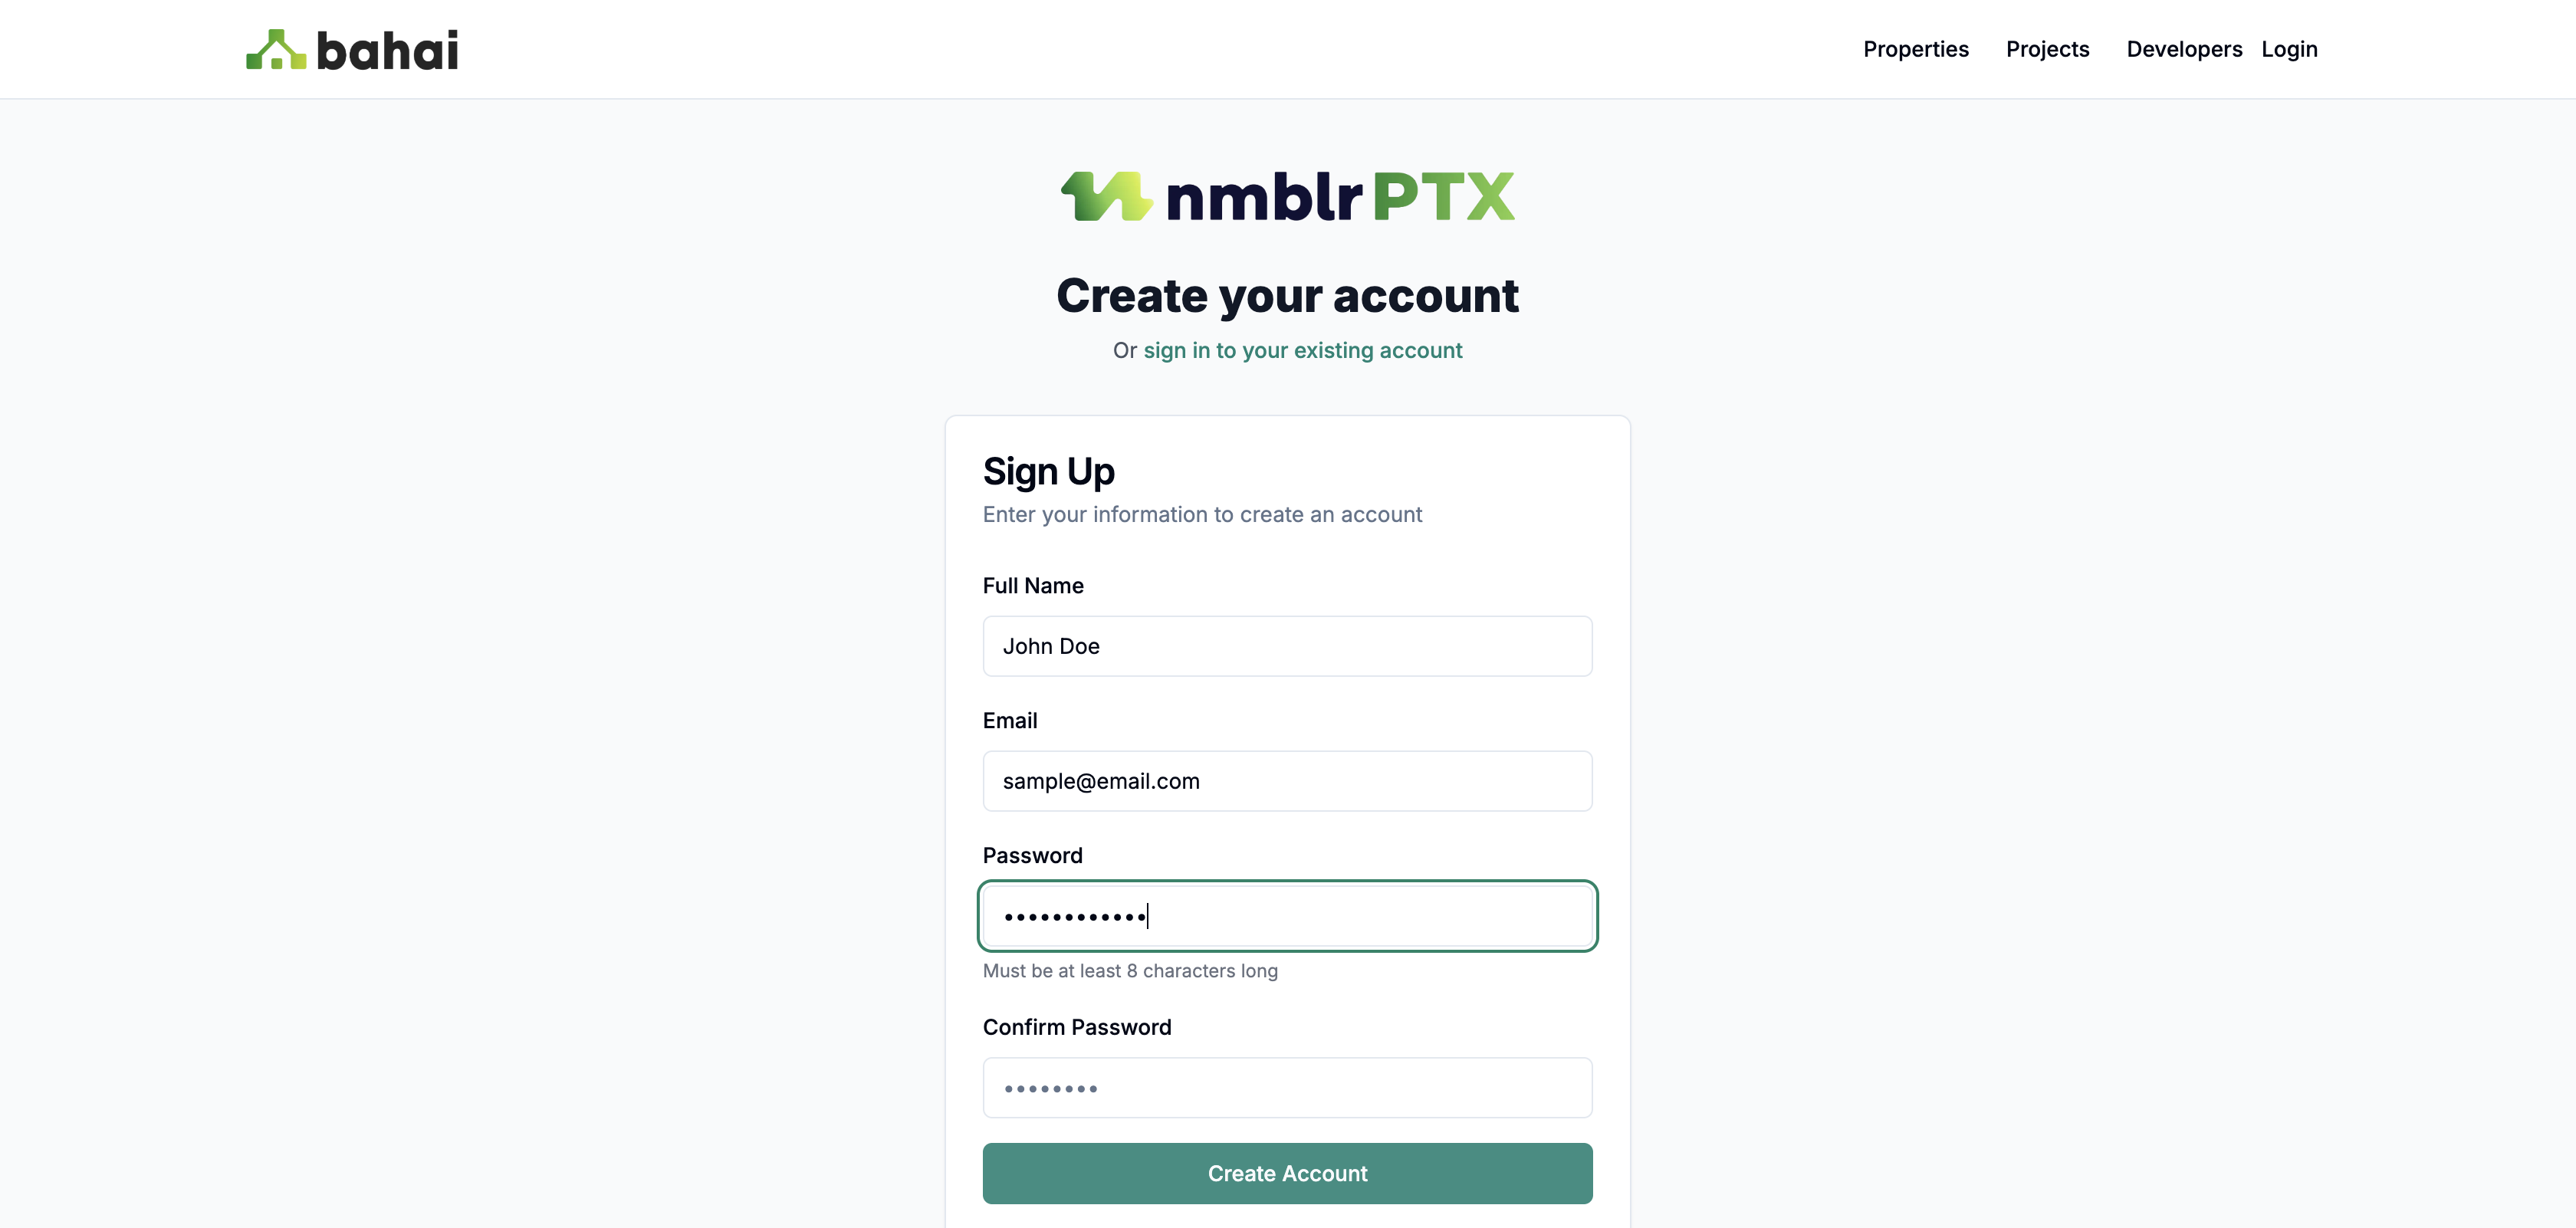 bahai
Properties Projects Developers Login
nmblr PTX
Create your account
Or sign in to your existing account
Sign Up
Enter your information to create an account
Full Name
John Doe
Email
sample@email.com
Password
••••••••••••
Must be at least 8 characters long
Confirm Password
••••••••
Create Account